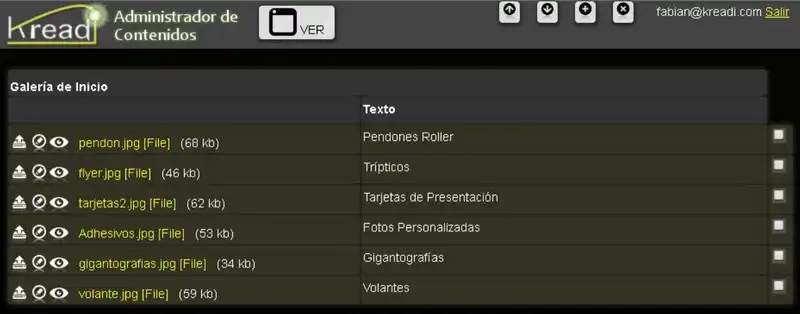 Kreadi
Administrador de
Contenidos
VER
fabian@kreadi.com Salir
Galería de Inicio
Texto
pendon.jpg [File] (68 kb) Pendones Roller
flyer.jpg [File] (46 kb) Trípticos
tarjetas2.jpg [File] (62 kb) Tarjetas de Presentación
Adhesivos.jpg [File] (53 kb) Fotos Personalizadas
gigantografias.jpg [File] (34 kb) Gigantografías
volante.jpg [File] (59 kb) Volantes